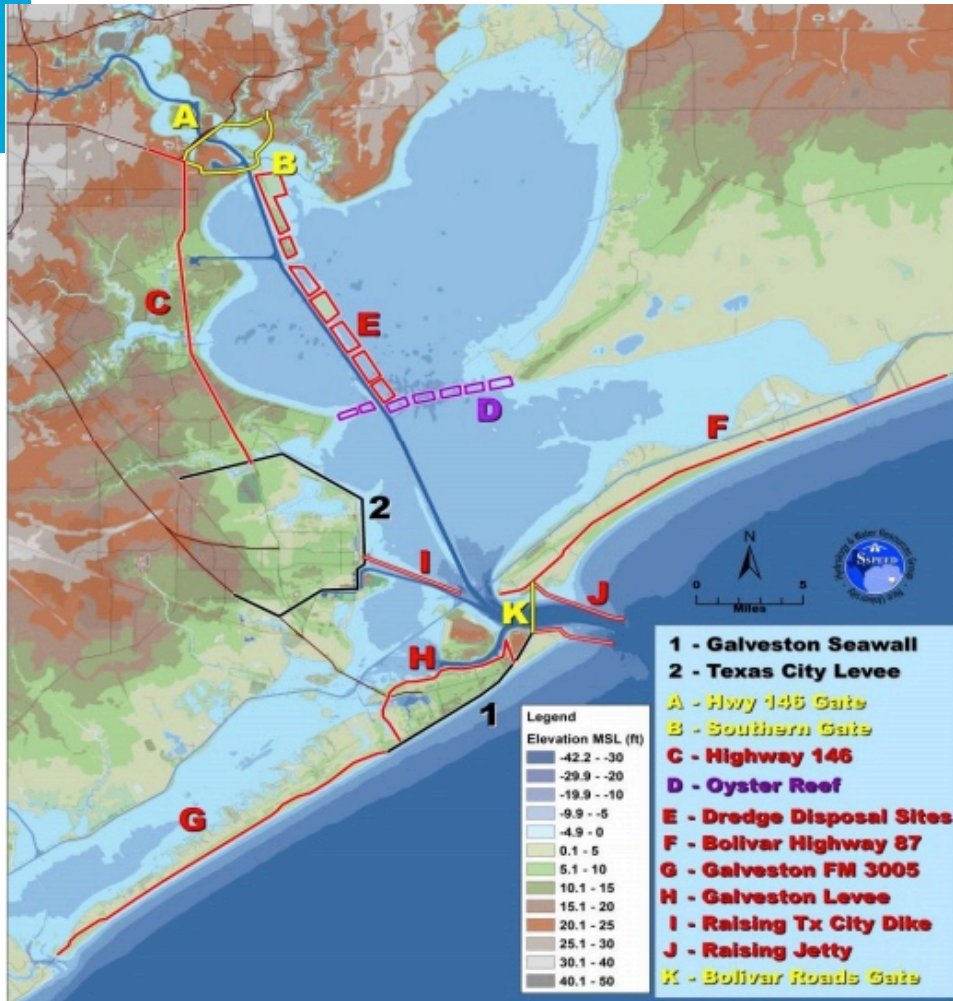 A
B
C
E
D
F
2
I
K
J
H
1
G
N
0 5
Miles
SSPEED
1 - Galveston Seawall
2 - Texas City Levee
A - Hwy 146 Gate
B - Southern Gate
C - Highway 146
D - Oyster Reef
E - Dredge Disposal Sites
F - Bolivar Highway 87
G - Galveston FM 3005
H - Galveston Levee
I - Raising Tx City Dike
J - Raising Jetty
K - Bolivar Roads Gate
Legend
Elevation MSL (ft)
-42.2 - -30
-29.9 - -20
-19.9 - -10
-9.9 - -5
-4.9 - 0
0.1 - 5
5.1 - 10
10.1 - 15
15.1 - 20
20.1 - 25
25.1 - 30
30.1 - 40
40.1 - 50